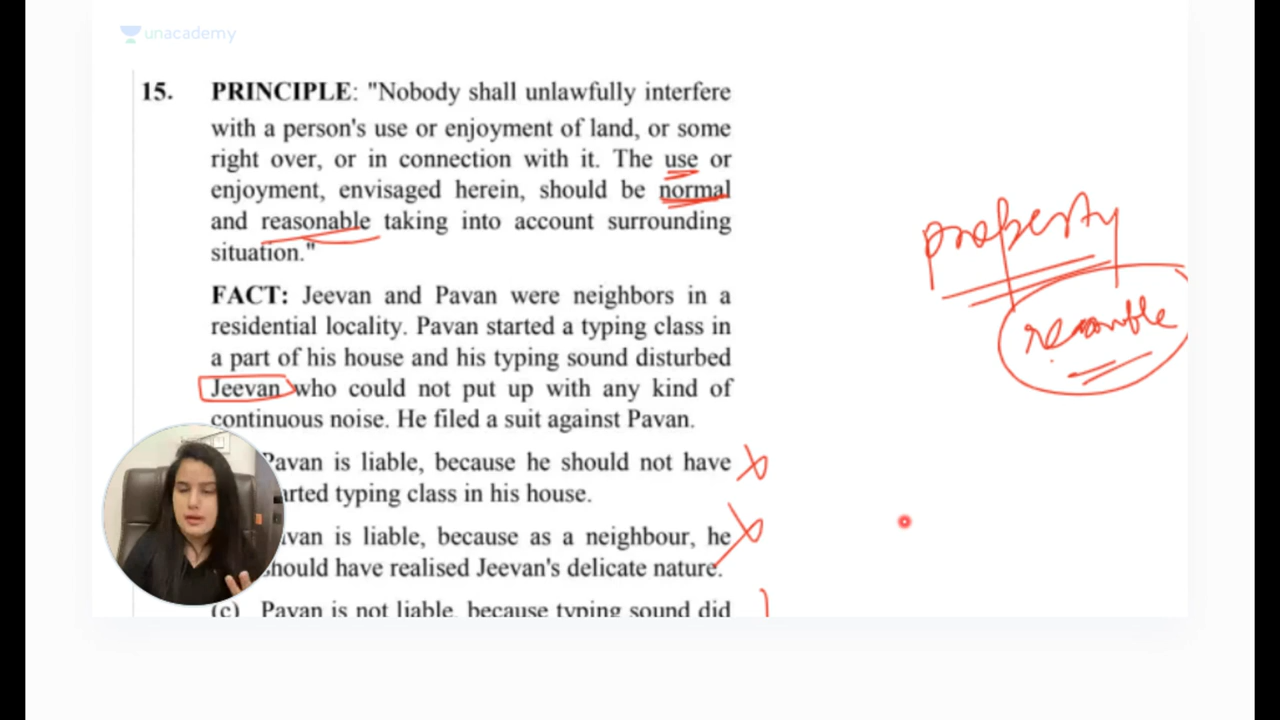 unacademy
15. PRINCIPLE: "Nobody shall unlawfully interfere
with a person's use or enjoyment of land, or some
right over, or in connection with it. The use or
enjoyment, envisaged herein, should be normal
and reasonable taking into account surrounding
situation."
property
FACT: Jeevan and Pavan were neighbors in a
residential locality. Pavan started a typing class in
a part of his house and his typing sound disturbed
Jeevan who could not put up with any kind of
continuous noise. He filed a suit against Pavan.
Pavan is liable, because he should not have
arted typing class in his house.
van is liable, because as a neighbour, he
should have realised Jeevan's delicate nature.
(c) Pavan is not liable, because typing sound did